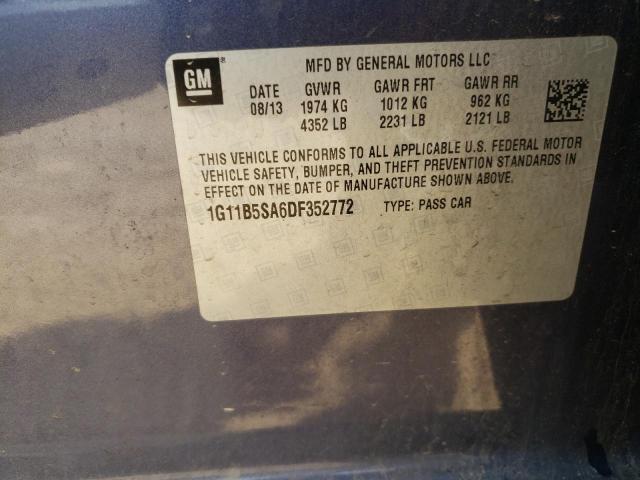 GM
MFD BY GENERAL MOTORS LLC
DATE GVWR GAWR FRT GAWR RR
08/13 1974 KG 1012 KG 962 KG
4352 LB 2231 LB 2121 LB
THIS VEHICLE CONFORMS TO ALL APPLICABLE U.S. FEDERAL MOTOR
VEHICLE SAFETY, BUMPER, AND THEFT PREVENTION STANDARDS IN
EFFECT ON THE DATE OF MANUFACTURE SHOWN ABOVE.
1G11B5SA6DF352772 TYPE: PASS CAR